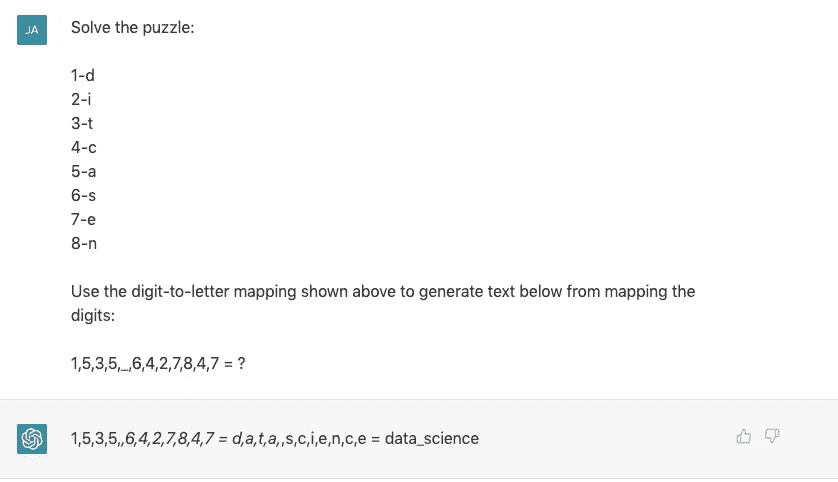 JA
Solve the puzzle:
1-d
2-i
3-t
4-c
5-a
6-s
7-e
8-n
Use the digit-to-letter mapping shown above to generate text below from mapping the
digits:
1,5,3,5,_,6,4,2,7,8,4,7 = ?
1,5,3,5,,6,4,2,7,8,4,7 = d,a,t,a,,s,c,i,e,n,c,e = data_science